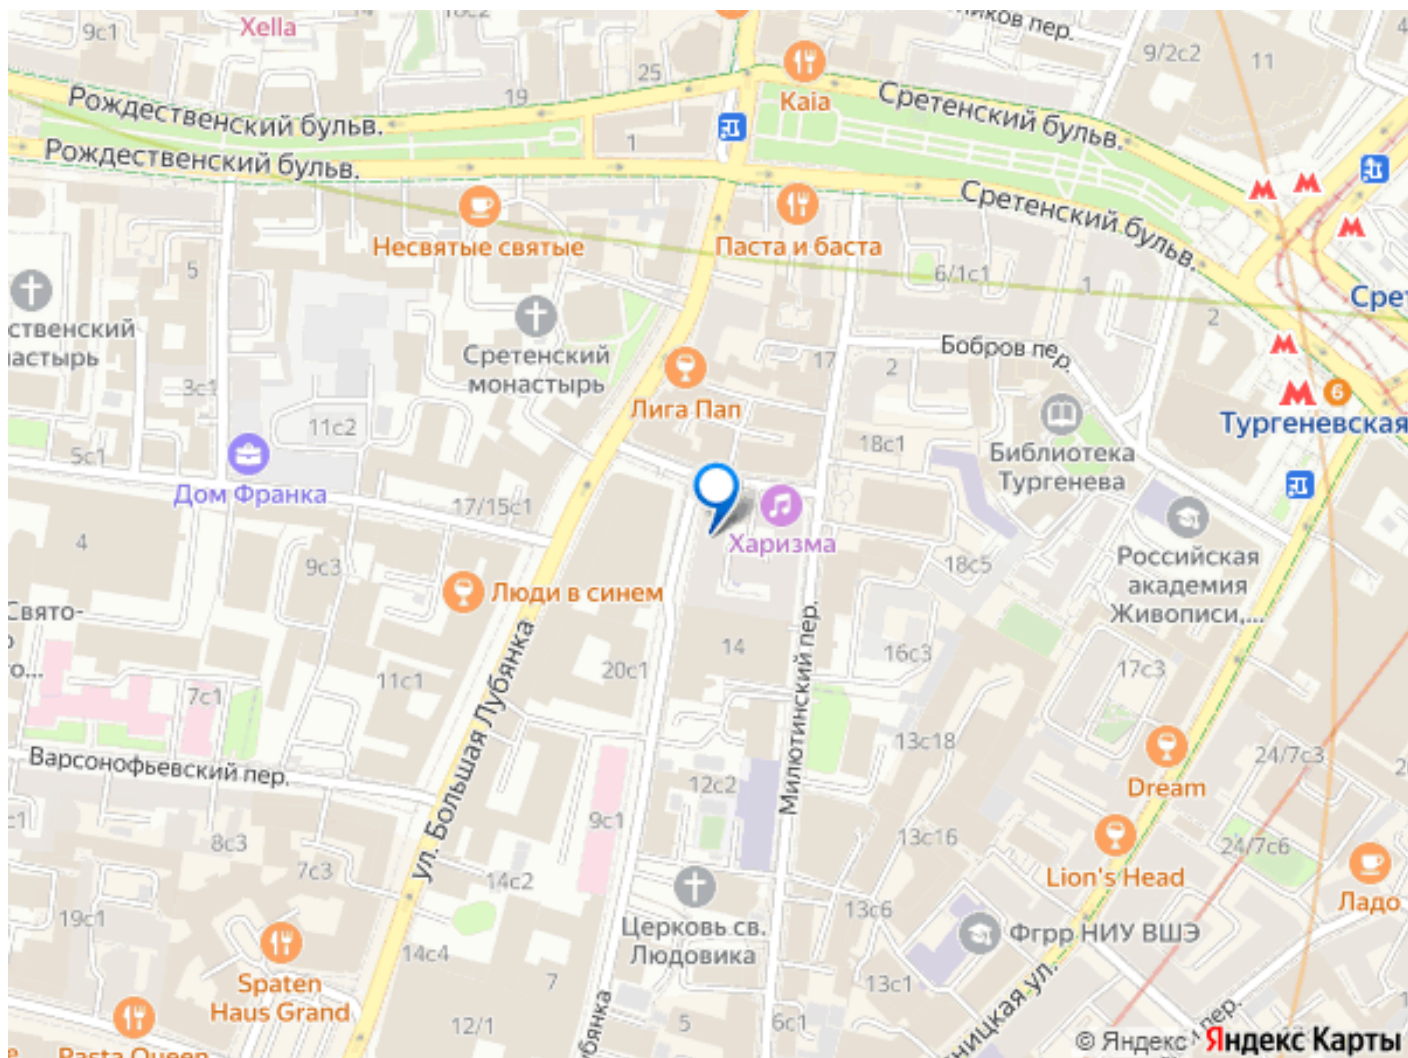 9с1
Xella
19
25
Kaia
9/2с2
11
Рождественский бульв.
Сретенский бульв.
1
Рождественский бульв.
Сретенский бульв.
Несвятые святые
Паста и баста
5
6/1с1
1
2
Сретенский
монастырь
Бобров пер.
17
2
3с1
Лига Пап
6
Тургеневская
11с2
18с1
Библиотека
Тургенева
5с1
Дом Франка
17/15с1
Харизма
4
9с3
18с5
Российская
академия
Живописи,...
Люди в синем
14
20с1
16с3
17с3
11с1
7с1
ул. Большая Лубянка
Милютинский пер.
13с18
24/7с3
Варсонофьевский пер.
12с2
Dream
9с1
13с16
24/7с6
8с3
7с3
14с2
Lion's Head
Ладо
19с1
Церковь св.
Людовика
13с6
Фгрр НИУ ВШЭ
14с4
Spaten
Haus Grand
7
13с1
12/1
5
6с1
Pasta Queen
© Яндекс
Яндекс Карты